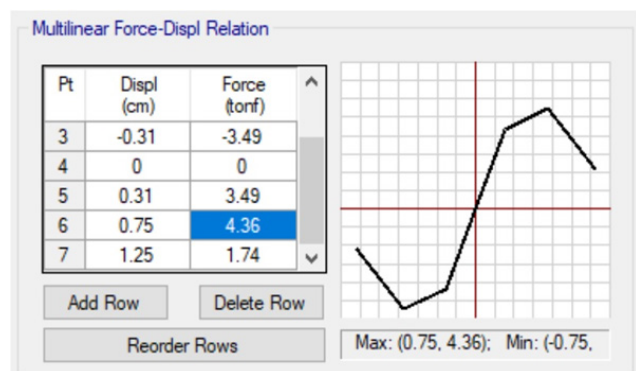 Multilinear Force-Displ Relation
Pt Displ (cm) Force (tonf)
3 -0.31 -3.49
4 0 0
5 0.31 3.49
6 0.75 4.36
7 1.25 1.74
Add Row Delete Row
Reorder Rows
Max: (0.75, 4.36); Min: (-0.75,